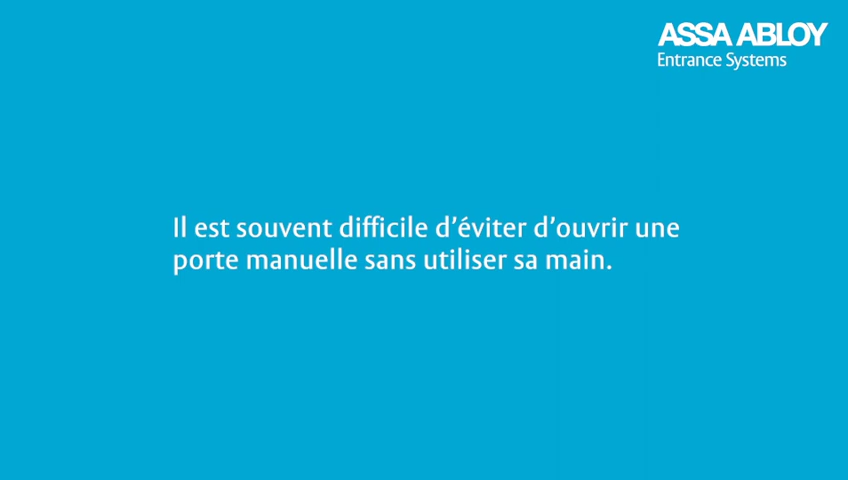 ASSA ABLOY
Entrance Systems
Il est souvent difficile d’éviter d’ouvrir une
porte manuelle sans utiliser sa main.